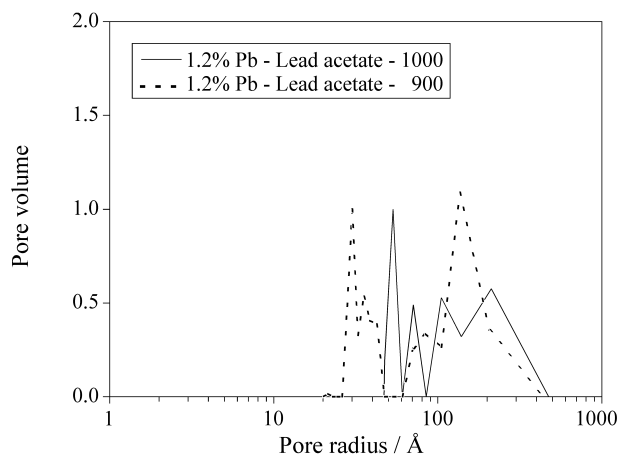 2.0
1.2% Pb - Lead acetate - 1000
1.2% Pb - Lead acetate - 900
1.5
1.0
Pore volume
0.5
0.0
1 10 100 1000
Pore radius / Å